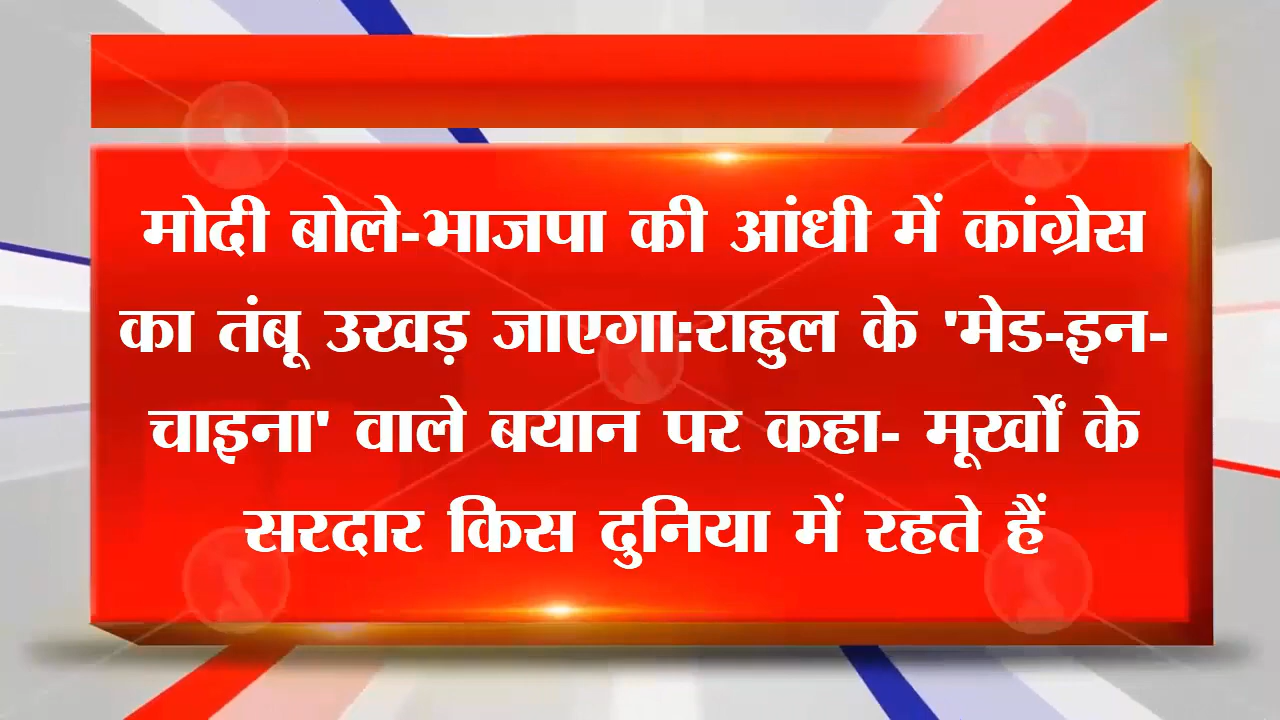 मोदी बोले-भाजपा की आंधी में कांग्रेस
का तंबू उखड़ जाएगा:राहुल के 'मेड-इन-
चाइना' वाले बयान पर कहा- मूर्खों के
सरदार किस दुनिया में रहते हैं